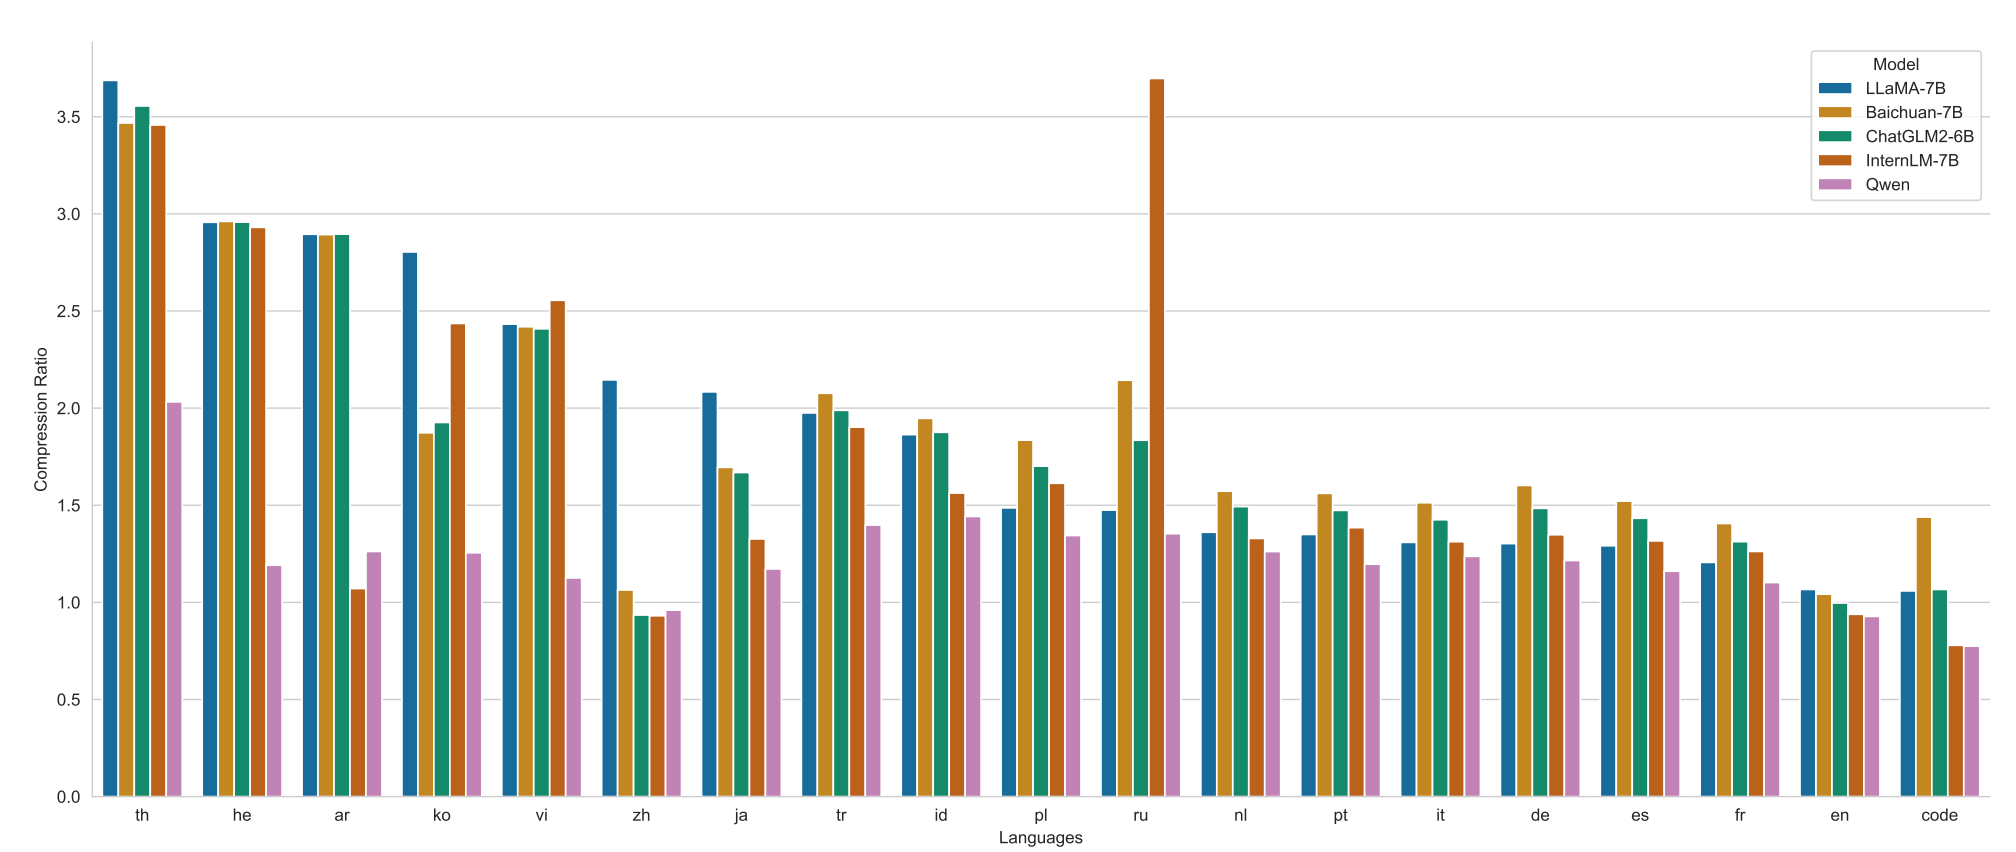 Model
LLaMA-7B
Baichuan-7B
ChatGLM2-6B
InternLM-7B
Qwen
Compression Ratio
3.5
3.0
2.5
2.0
1.5
1.0
0.5
0.0
th he ar ko vi zh ja tr id pl ru nl pt it de es fr en code
Languages